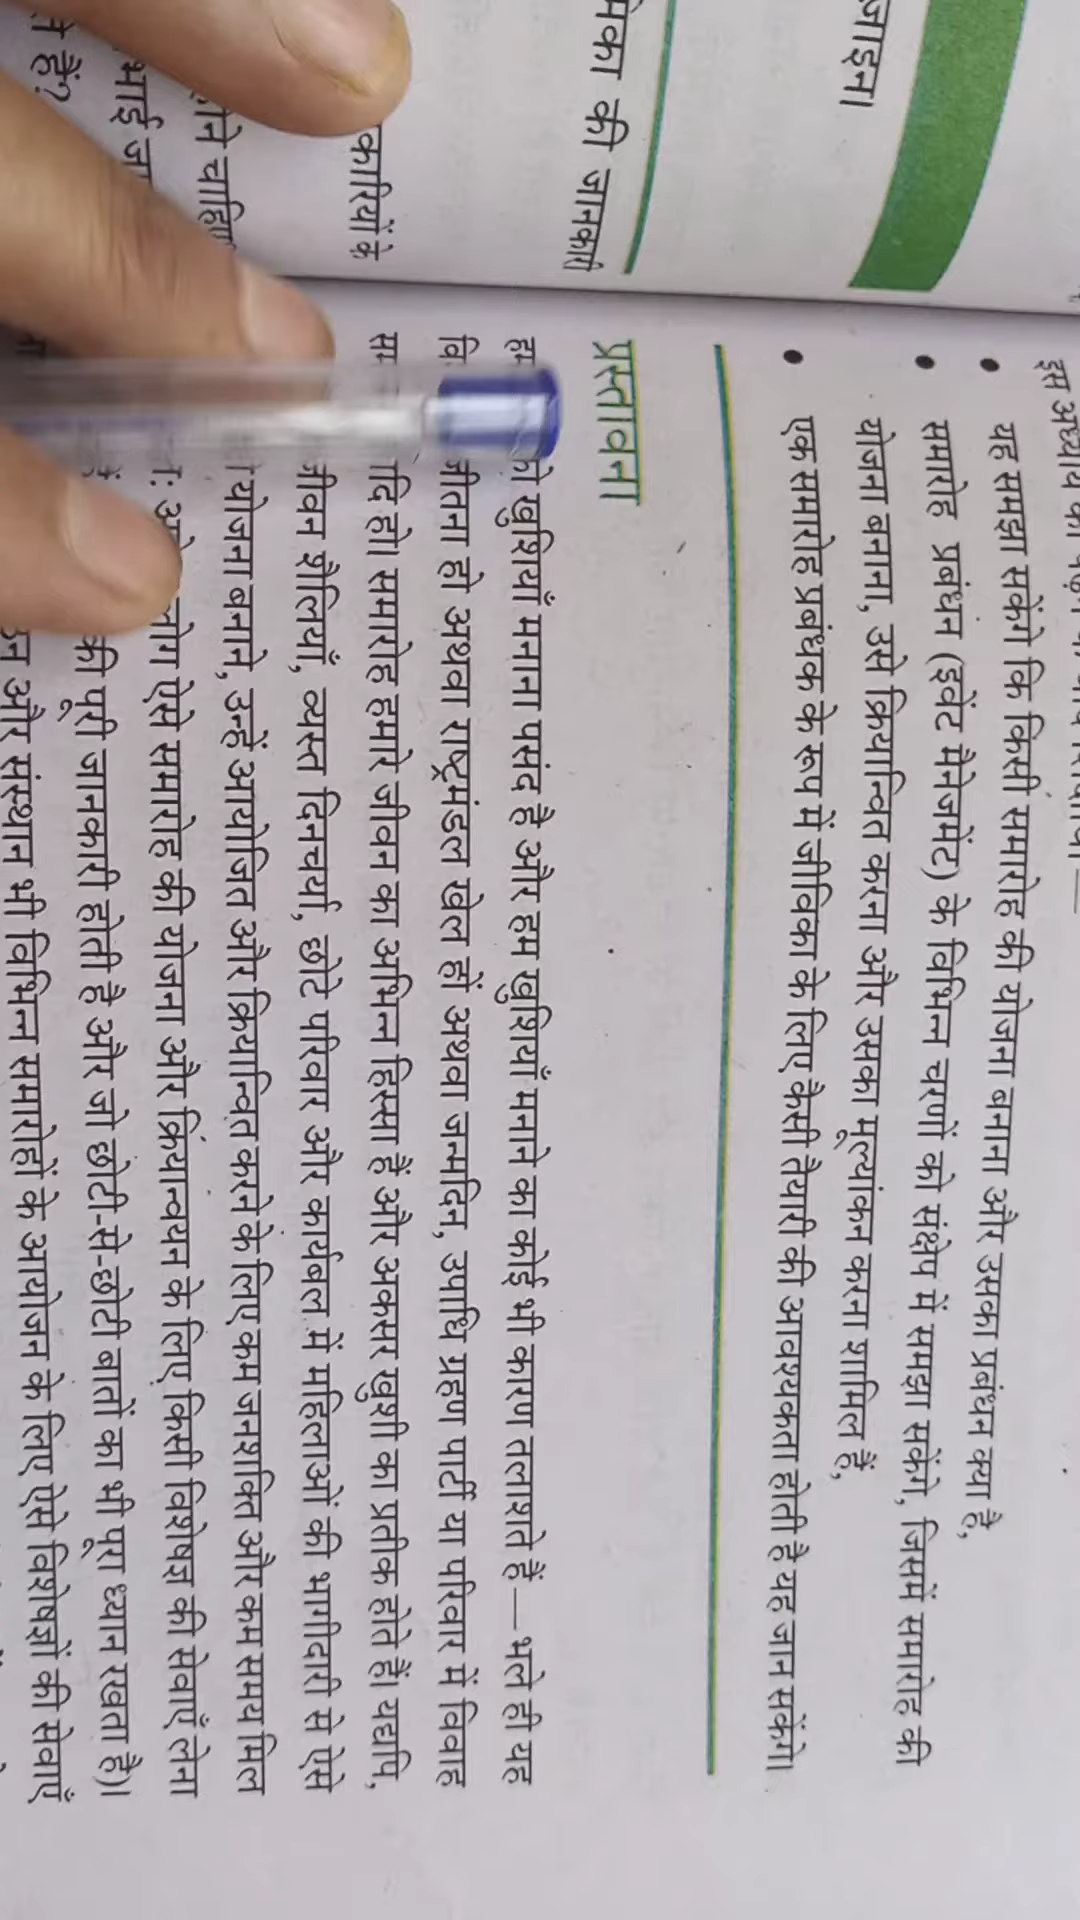 मिका की जानकारी
जाइन।
कारियों के
इस अध्याय को
• यह समझा सकेंगे कि किसी समारोह की योजना बनाना और उसका प्रबंधन क्या है,
• समारोह प्रबंधन (इवेंट मैनेजमेंट) के विभिन्न चरणों को संक्षेप में समझा सकेंगे, जिसमें समारोह की
योजना बनाना, उसे क्रियान्वित करना और उसका मूल्यांकन करना शामिल हैं,
• एक समारोह प्रबंधक के रूप में जीविका के लिए कैसी तैयारी की आवश्यकता होती है यह जान सकेंगे।
प्रस्तावना
खुशियाँ मनाना पसंद है और हम खुशियाँ मनाने का कोई भी कारण तलाशते हैं—भले ही यह
जीतना हो अथवा राष्ट्रमंडल खेल हों अथवा जन्मदिन, उपाधि ग्रहण पार्टी या परिवार में विवाह
दि हो। समारोह हमारे जीवन का अभिन्न हिस्सा हैं और अकसर खुशी का प्रतीक होते हैं। यद्यपि,
जीवन शैलियाँ, व्यस्त दिनचर्या, छोटे परिवार और कार्यबल में महिलाओं की भागीदारी से ऐसे
योजना बनाने, उन्हें आयोजित और क्रियान्वित करने के लिए कम जनशक्ति और कम समय मिल
लोग ऐसे समारोह की योजना और क्रियान्वयन के लिए किसी विशेषज्ञ की सेवाएँ लेना
की पूरी जानकारी होती है और जो छोटी-से-छोटी बातों का भी पूरा ध्यान रखता है)।
और संस्थान भी विभिन्न समारोहों के आयोजन के लिए ऐसे विशेषज्ञों की सेवाएँ